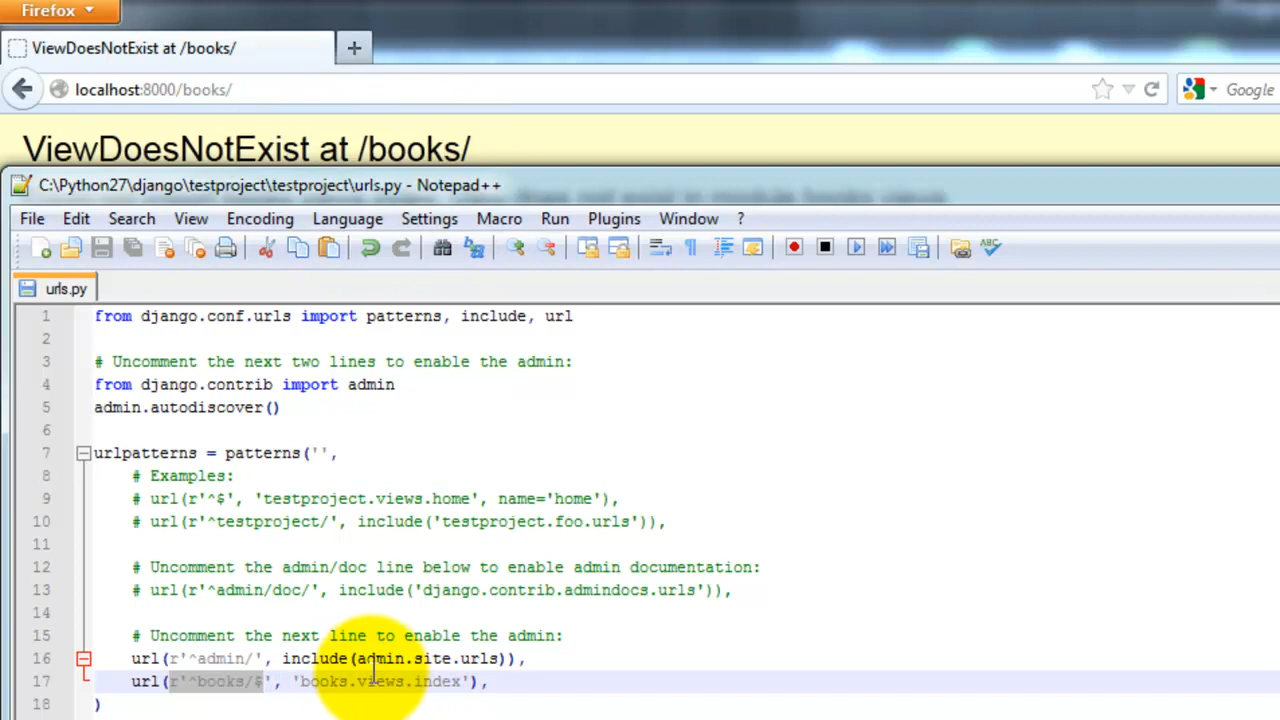 Firefox
ViewDoesNotExist at /books/
localhost:8000/books/
Google
ViewDoesNotExist at /books/
C:\Python27\django\testproject\testproject\urls.py - Notepad++
File Edit Search View Encoding Language Settings Macro Run Plugins Window ?
ABC
urls.py
1 from django.conf.urls import patterns, include, url
2
3 # Uncomment the next two lines to enable the admin:
4 from django.contrib import admin
5 admin.autodiscover()
6
7 urlpatterns = patterns('',
8 # Examples:
9 # url(r'^$', 'testproject.views.home', name='home'),
10 # url(r'^testproject/', include('testproject.foo.urls')),
11
12 # Uncomment the admin/doc line below to enable admin documentation:
13 # url(r'^admin/doc/', include('django.contrib.admindocs.urls')),
14
15 # Uncomment the next line to enable the admin:
16 url(r'^admin/', include(admin.site.urls)),
17 url(r'^books/$', 'books.views.index'),
18 )